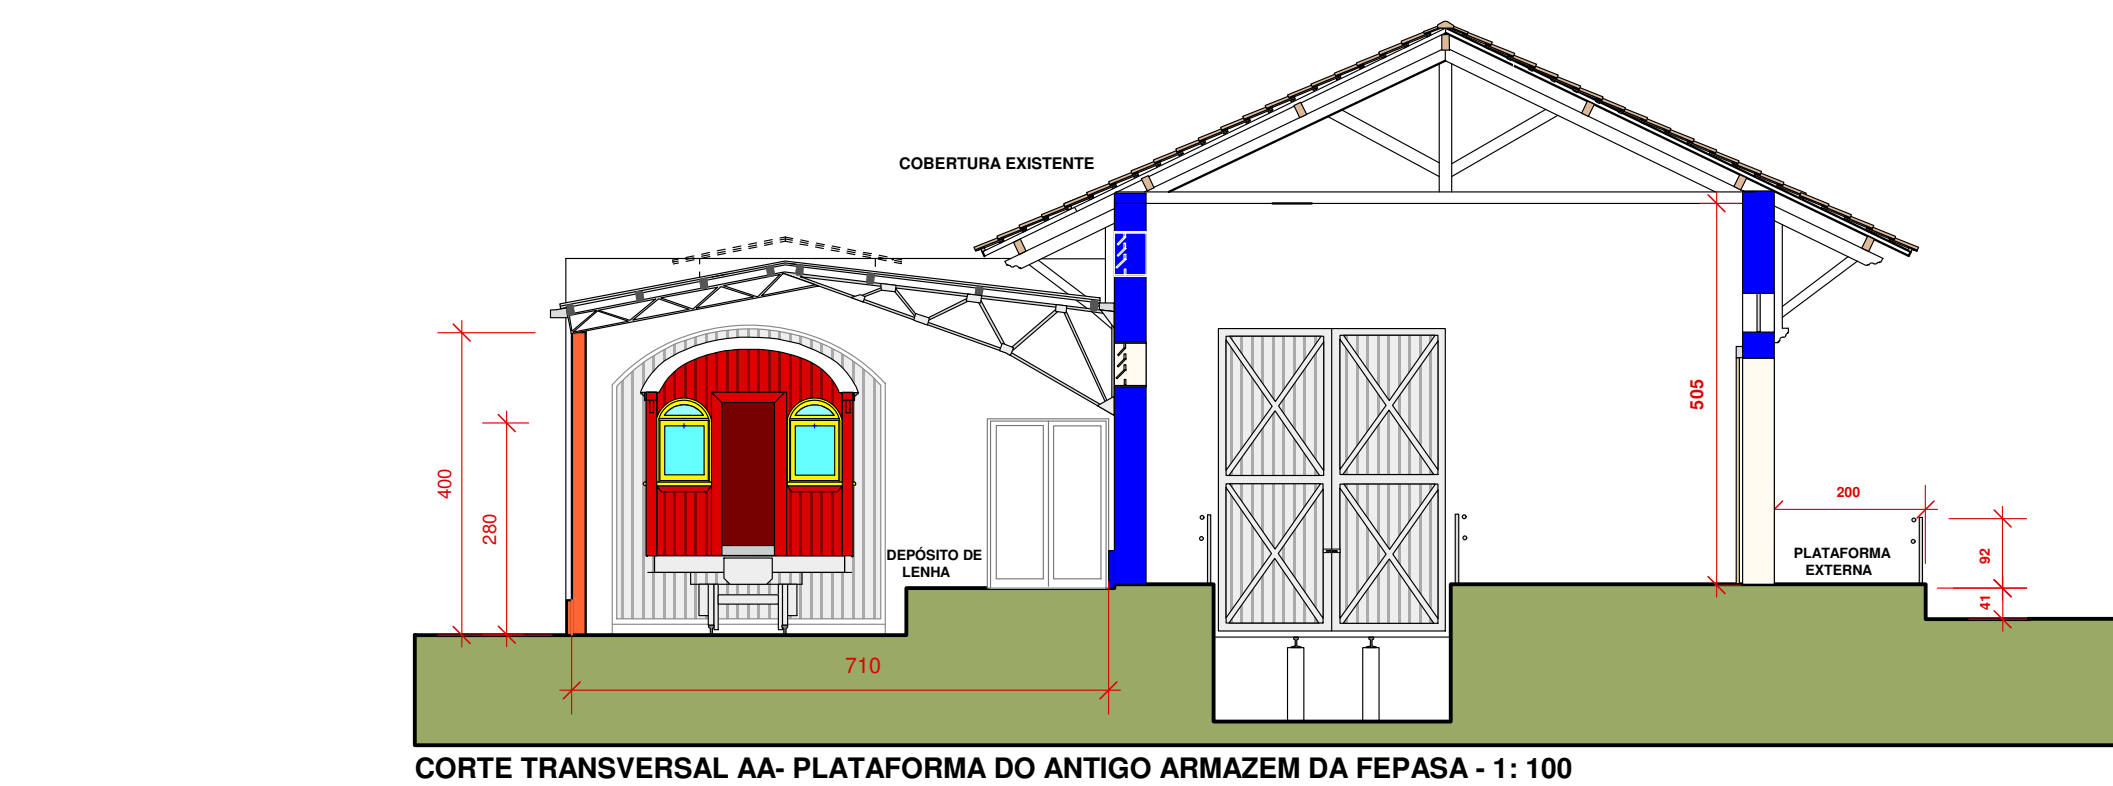 COBERTURA EXISTENTE
400
280
505
200
DEPÓSITO DE
LENHA
PLATAFORMA
EXTERNA
92
41
710
CORTE TRANSVERSAL AA- PLATAFORMA DO ANTIGO ARMAZEM DA FEPASA - 1: 100